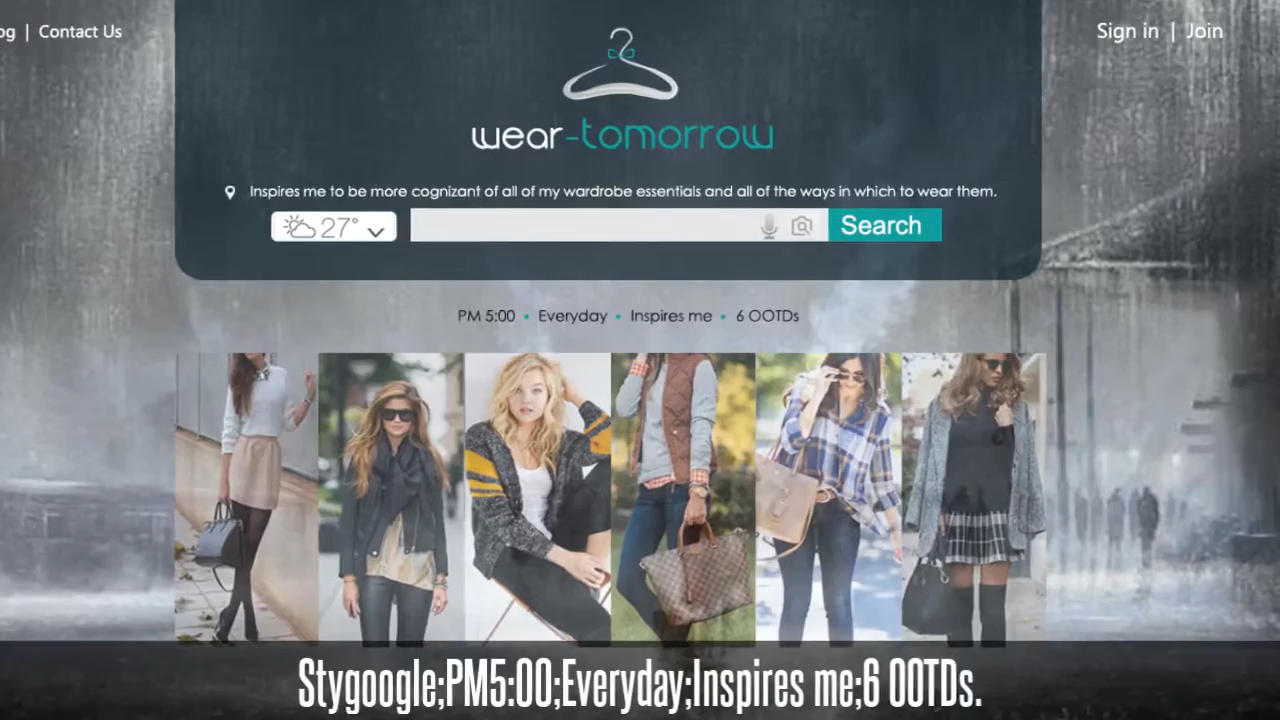 og | Contact Us
Sign in | Join
wear-tomorrow
Inspires me to be more cognizant of all of my wardrobe essentials and all of the ways in which to wear them.
27°
Search
PM 5:00 • Everyday • Inspires me • 6 OOTDs
Stygoogle;PM5:00;Everyday;Inspires me;6 OOTDs.